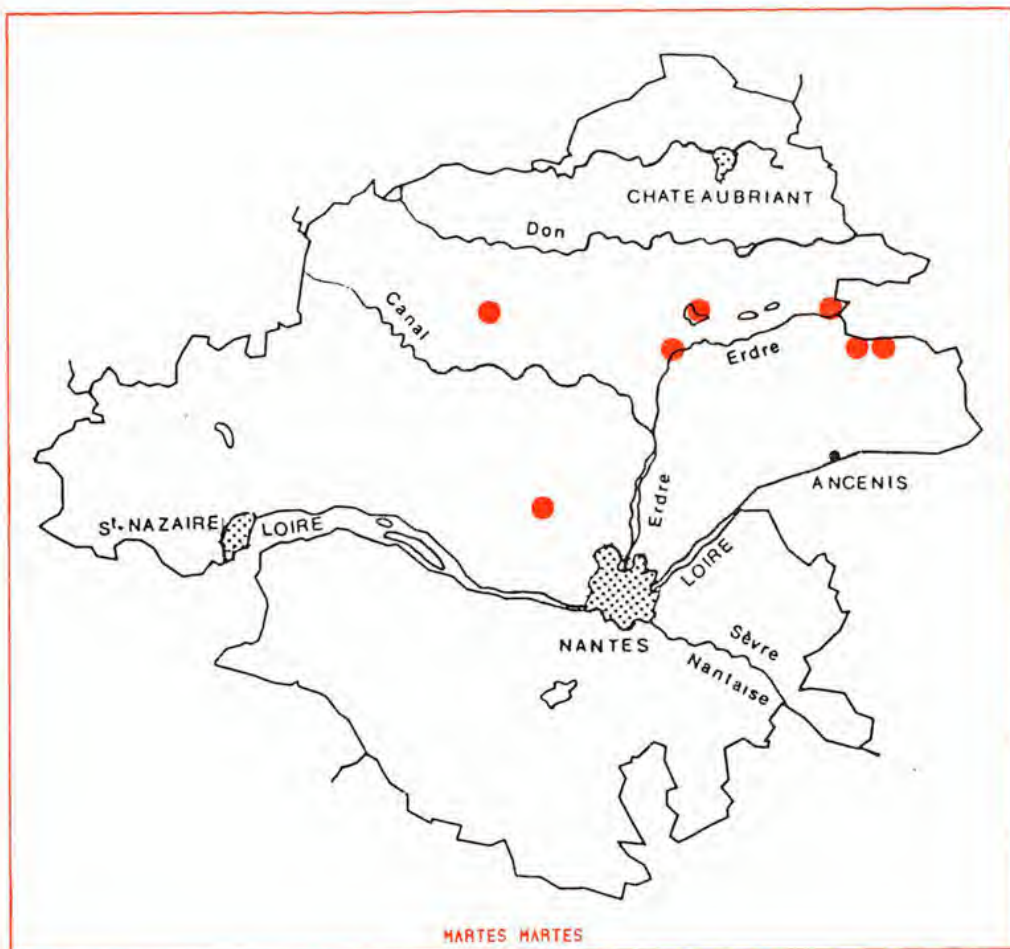 CHATEAUBRIANT
Don
Canal
Erdre
ANCENIS
Erdre
St-NAZAIRE
LOIRE
LOIRE
NANTES
Sèvre
Nantaise
MARTES MARTES